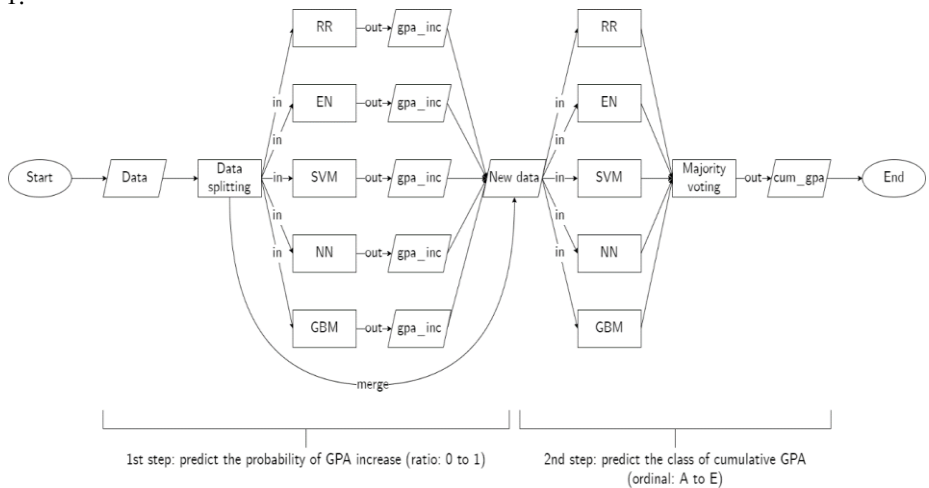 1.
RR
out
gpa_inc
RR
in
in
EN
out
gpa_inc
EN
in
in
Start
Data
Data
splitting
in
SVM
out
gpa_inc
New data
in
SVM
Majority
voting
out
cum_gpa
End
in
NN
out
gpa_inc
in
NN
in
GBM
out
gpa_inc
in
GBM
merge
1st step: predict the probability of GPA increase (ratio: 0 to 1)
2nd step: predict the class of cumulative GPA
(ordinal: A to E)